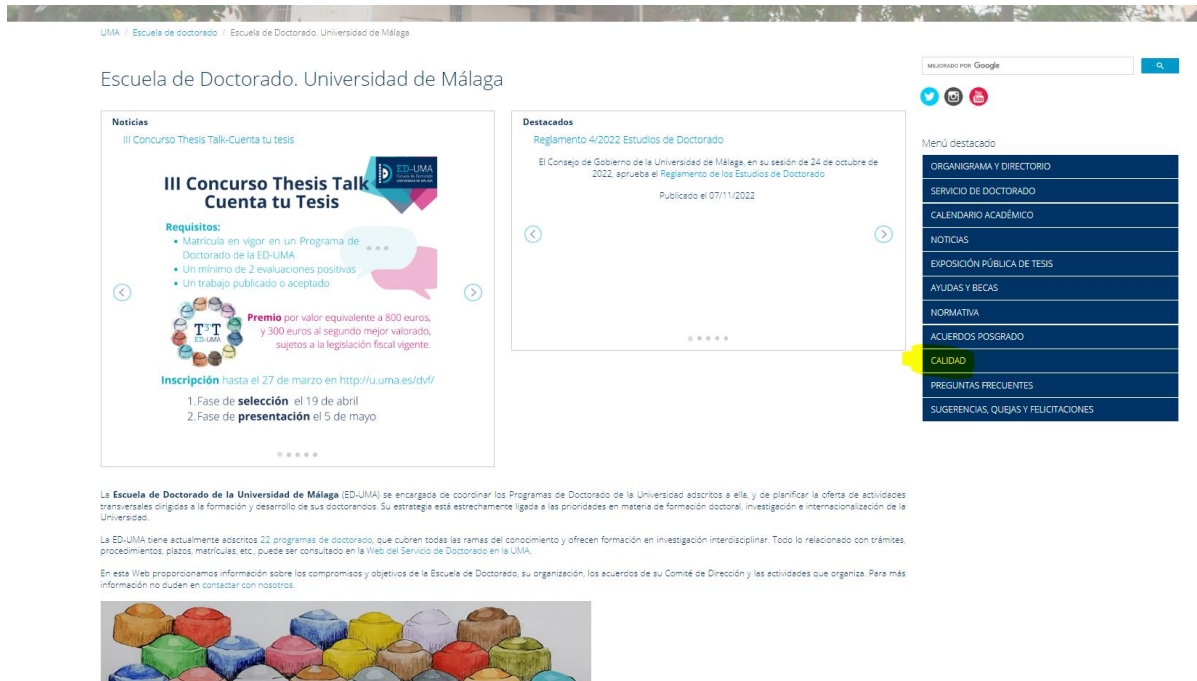 UMA / Escuela de doctorado / Escuela de Doctorado. Universidad de Málaga
Escuela de Doctorado. Universidad de Málaga
Noticias
III Concurso Thesis Talk-Cuenta tu tesis
ED-UMA
III Concurso Thesis Talk
Cuenta tu Tesis
Requisitos:
• Matrícula en vigor en un Programa de
Doctorado de la ED-UMA
• Un mínimo de 2 evaluaciones positivas
• Un trabajo publicado o aceptado
T3T
ED-UMA
Premio por valor equivalente a 800 euros,
y 300 euros al segundo mejor valorado,
sujetos a la legislación fiscal vigente.
Inscripción hasta el 27 de marzo en http://u.uma.es/dvf/
1.Fase de selección el 19 de abril
2.Fase de presentación el 5 de mayo
Destacados
Reglamento 4/2022 Estudios de Doctorado
El Consejo de Gobierno de la Universidad de Málaga, en su sesión de 24 de octubre de
2022, aprueba el Reglamento de los Estudios de Doctorado
Publicado el 07/11/2022
MEJORADO POR Google
You
Menú destacado
ORGANIGRAMA Y DIRECTORIO
SERVICIO DE DOCTORADO
CALENDARIO ACADÉMICO
NOTICIAS
EXPOSICIÓN PÚBLICA DE TESIS
AYUDAS Y BECAS
NORMATIVA
ACUERDOS POSGRADO
CALIDAD
PREGUNTAS FRECUENTES
SUGERENCIAS, QUEJAS Y FELICITACIONES
La Escuela de Doctorado de la Universidad de Málaga (ED-UMA) se encargada de coordinar los Programas de Doctorado de la Universidad adscritos a ella, y de planificar la oferta de actividades
transversales dirigidas a la formación y desarrollo de sus doctorandos. Su estrategia está estrechamente ligada a las prioridades en materia de formación doctoral, investigación e internacionalización de la
Universidad.
La ED-UMA tiene actualmente adscritos 22 programas de doctorado, que cubren todas las ramas del conocimiento y ofrecen formación en investigación interdisciplinar. Todo lo relacionado con trámites,
procedimientos, plazos, matrículas, etc., puede ser consultado en la Web del Servicio de Doctorado en la UMA.
En esta Web proporcionamos información sobre los compromisos y objetivos de la Escuela de Doctorado, su organización, los acuerdos de su Comité de Dirección y las actividades que organiza. Para más
información no duden en contactar con nosotros.